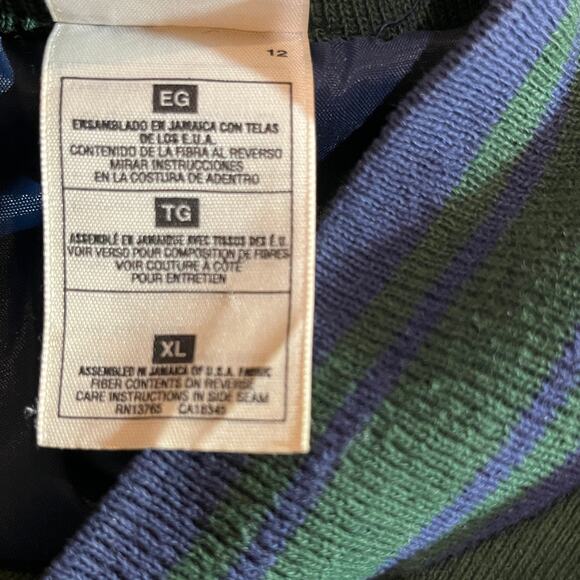 12
EG
ENSAMBLADO EN JAMAICA CON TELAS
DE LOS E.U.A.
CONTENIDO DE LA FIBRA AL REVERSO
MIRAR INSTRUCCIONES
EN LA COSTURA DE ADENTRO
TG
ASSEMBLÉ EN JAMAIQUE AVEC TISSUS DES É.U.
VOIR VERSO POUR COMPOSITION DE FIBRES
VOIR COUTURE À CÔTÉ
POUR ENTRETIEN
XL
ASSEMBLED IN JAMAICA OF U.S.A. FABRIC
FIBER CONTENTS ON REVERSE
CARE INSTRUCTIONS IN SIDE SEAM
RN13765 CA18345